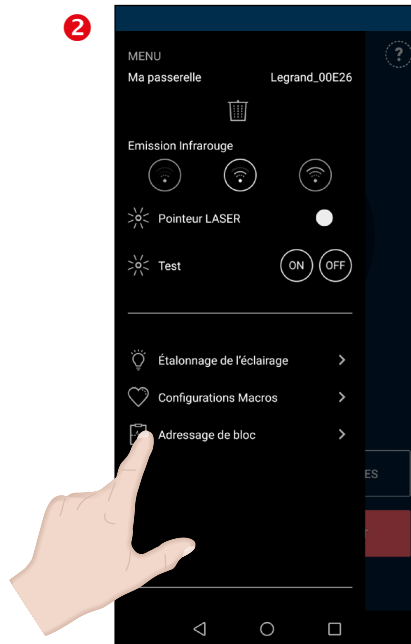 2
MENU
Ma passerelle Legrand_00E26
Emission Infrarouge
?
Pointeur LASER
Test ON OFF
Étalonnage de l'éclairage >
Configurations Macros >
Adressage de bloc >
ES
T